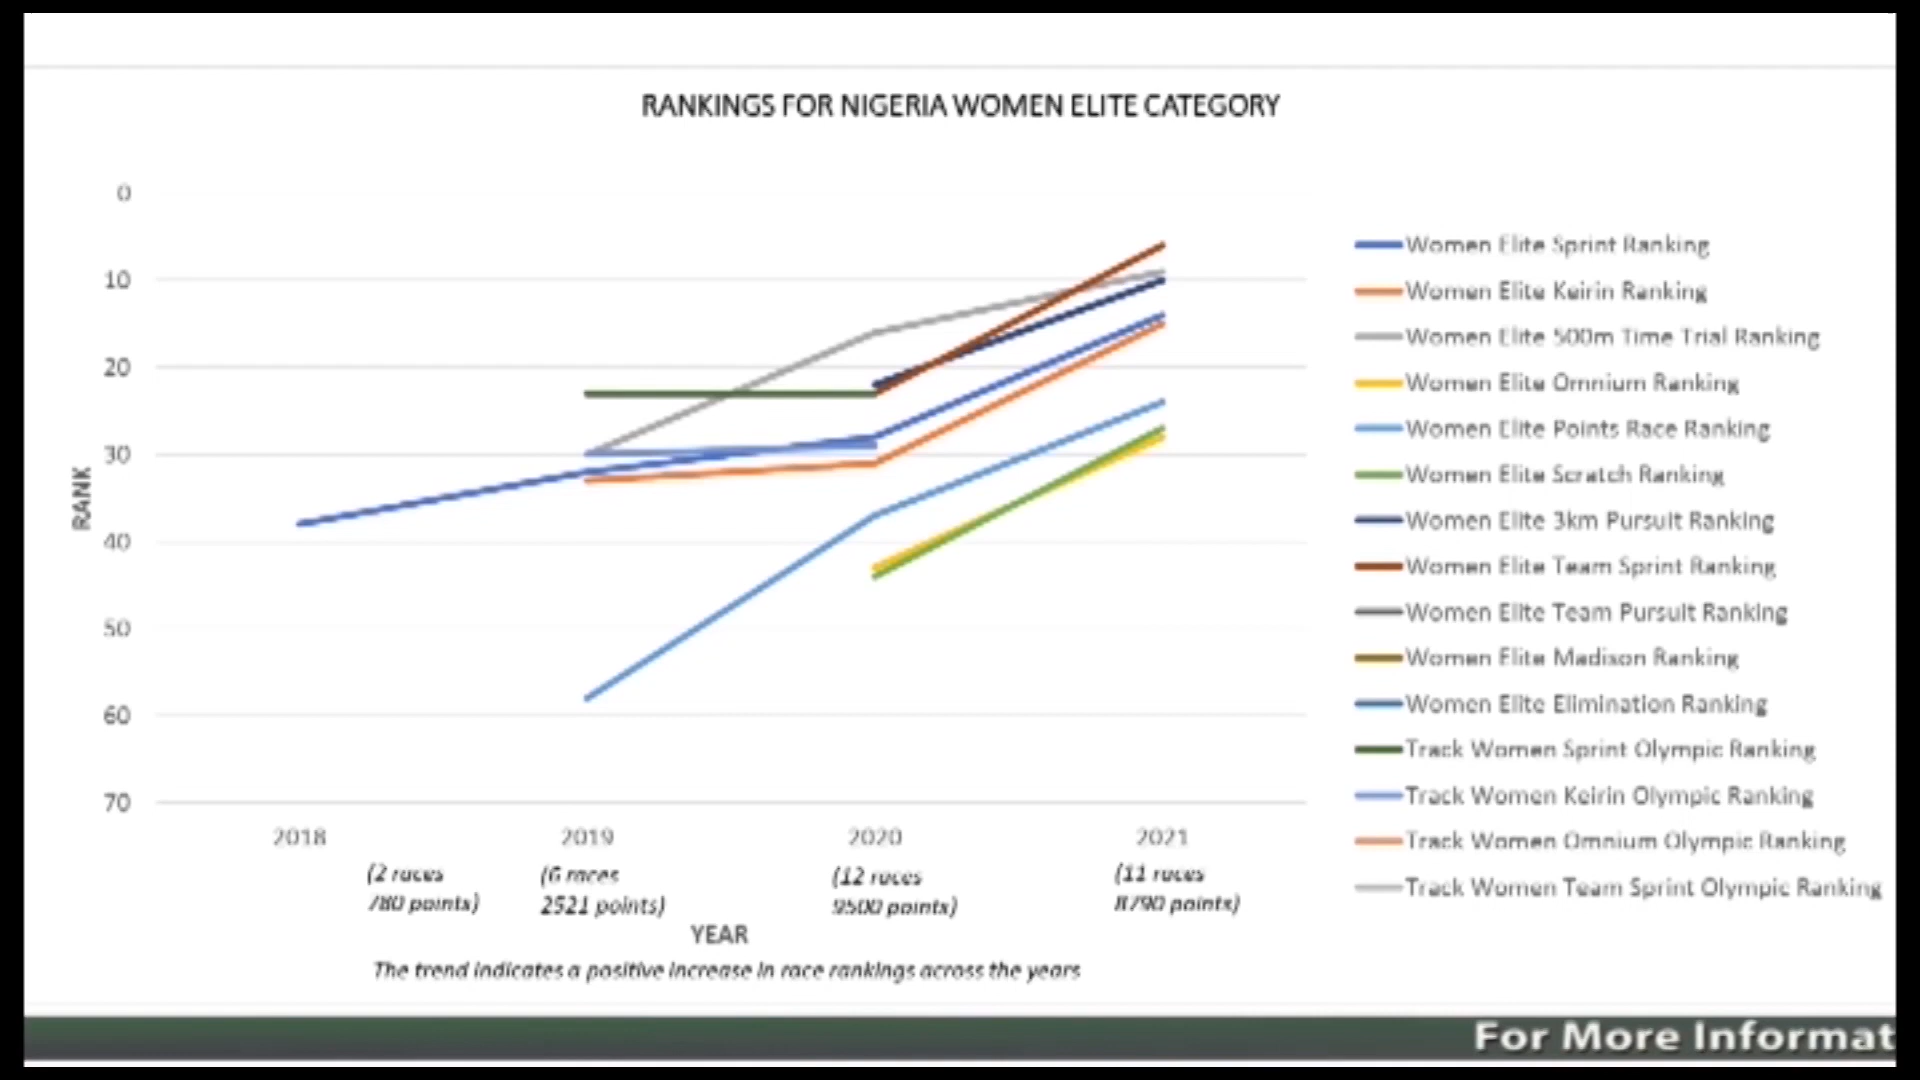 RANKINGS FOR NIGERIA WOMEN ELITE CATEGORY
0
10
20
30
40
50
60
70
RANK
2018
2019
2020
2021
(2 races
780 points)
(6 races
2521 points)
(12 races
9500 points)
(11 races
8790 points)
YEAR
The trend indicates a positive increase in race rankings across the years
Women Elite Sprint Ranking
Women Elite Keirin Ranking
Women Elite 500m Time Trial Ranking
Women Elite Omnium Ranking
Women Elite Points Race Ranking
Women Elite Scratch Ranking
Women Elite 3km Pursuit Ranking
Women Elite Team Sprint Ranking
Women Elite Team Pursuit Ranking
Women Elite Madison Ranking
Women Elite Elimination Ranking
Track Women Sprint Olympic Ranking
Track Women Keirin Olympic Ranking
Track Women Omnium Olympic Ranking
Track Women Team Sprint Olympic Ranking
For More Informat